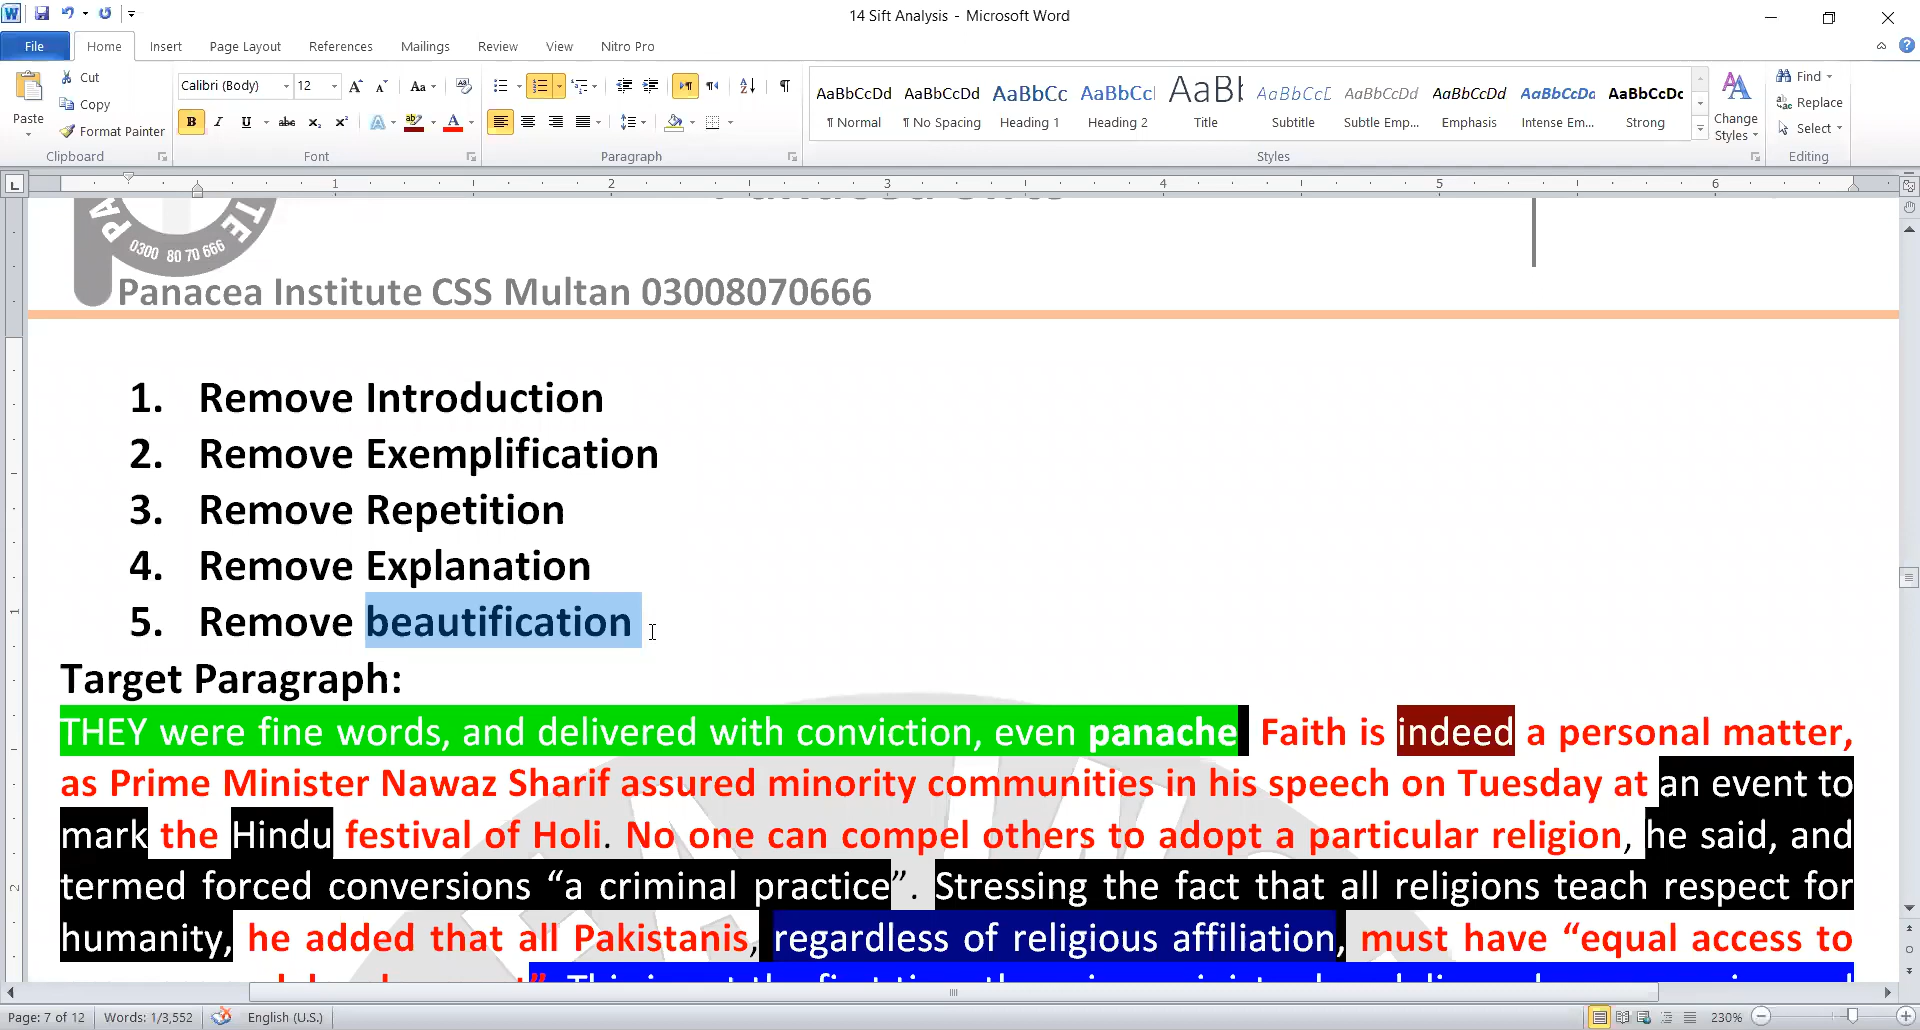 14 Sift Analysis - Microsoft Word
File Home Insert Page Layout References Mailings Review View Nitro Pro
Paste Cut Copy Format Painter Clipboard
Calibri (Body) 12 Font
Paragraph
AaBbCcDd AaBbCcDd AaBbCc AaBbCcI AaBl AaBbCcD AaBbCcDd AaBbCcDd AaBbCcDc AaBbCcDc
¶ Normal ¶ No Spacing Heading 1 Heading 2 Title Subtitle Subtle Emp... Emphasis Intense Em... Strong
Styles
Change Styles
Find Replace Select Editing
1 2 3 4 5 6
0300 80 70 666
Panacea Institute CSS Multan 03008070666
1. Remove Introduction
2. Remove Exemplification
3. Remove Repetition
4. Remove Explanation
5. Remove beautification
Target Paragraph:
THEY were fine words, and delivered with conviction, even panache Faith is indeed a personal matter,
as Prime Minister Nawaz Sharif assured minority communities in his speech on Tuesday at an event to
mark the Hindu festival of Holi. No one can compel others to adopt a particular religion, he said, and
termed forced conversions “a criminal practice”. Stressing the fact that all religions teach respect for
humanity, he added that all Pakistanis, regardless of religious affiliation, must have “equal access to
Page: 7 of 12 Words: 1/3,552 English (U.S.) 230%